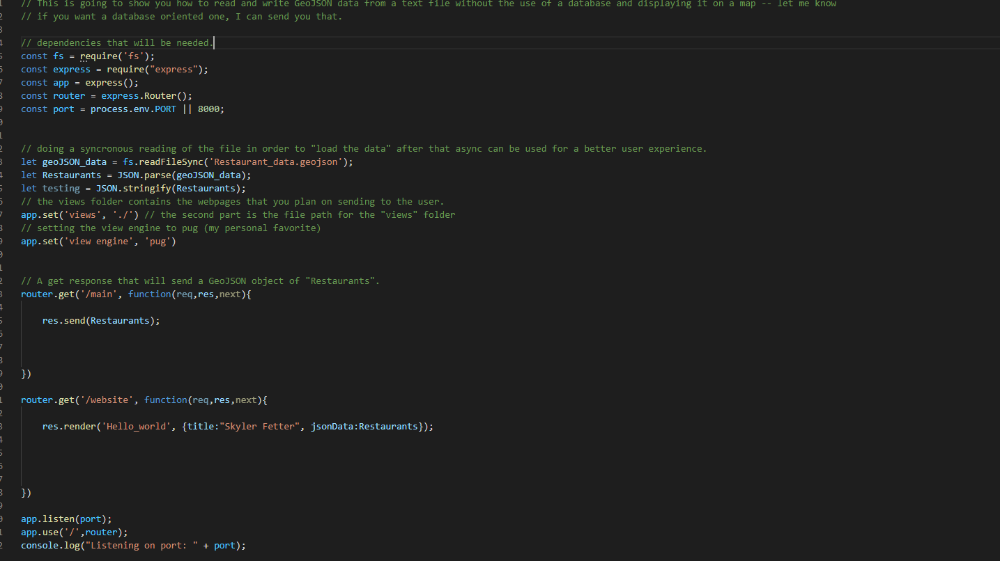 // This is going to show you how to read and write GeoJSON data from a text file without the use of a database and displaying it on a map -- let me know
// if you want a database oriented one, I can send you that.
// dependencies that will be needed.
const fs = require('fs');
const express = require("express");
const app = express();
const router = express.Router();
const port = process.env.PORT || 8000;
// doing a syncronous reading of the file in order to "load the data" after that async can be used for a better user experience.
let geoJSON_data = fs.readFileSync('Restaurant_data.geojson');
let Restaurants = JSON.parse(geoJSON_data);
let testing = JSON.stringify(Restaurants);
// the views folder contains the webpages that you plan on sending to the user.
app.set('views', './') // the second part is the file path for the "views" folder
// setting the view engine to pug (my personal favorite)
app.set('view engine', 'pug')
// A get response that will send a GeoJSON object of "Restaurants".
router.get('/main', function(req,res,next){
res.send(Restaurants);
})
router.get('/website', function(req,res,next){
res.render('Hello_world', {title:"Skyler Fetter", jsonData:Restaurants});
})
app.listen(port);
app.use('/',router);
console.log("Listening on port: " + port);